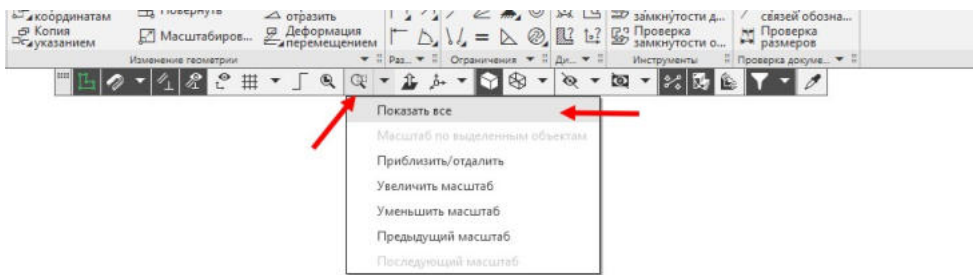 координатам
Повернуть
отразить
замкнутости д...
связей обозна...
Копия указанием
Масштабиров...
Деформация перемещением
Проверка замкнутости о...
Проверка размеров
Изменение геометрии
Раз...
Ограничения
Ди...
Инструменты
Проверка докуме...
Показать все
Масштаб по выделенным объектам
Приблизить/отдалить
Увеличить масштаб
Уменьшить масштаб
Предыдущий масштаб
Последующий масштаб